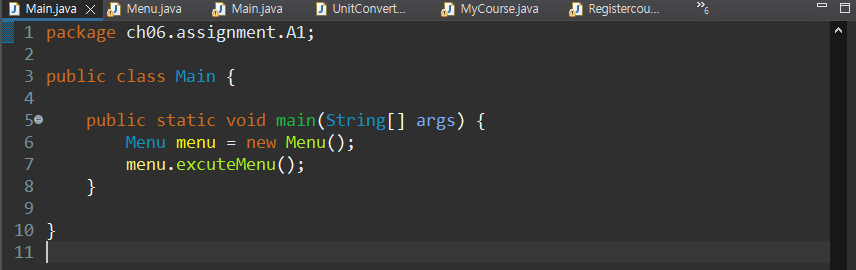 Main.java Menu.java Main.java UnitConvert... MyCourse.java Registercou... »6
1 package ch06.assignment.A1;
2
3 public class Main {
4
5 public static void main(String[] args) {
6 Menu menu = new Menu();
7 menu.excuteMenu();
8 }
9
10 }
11